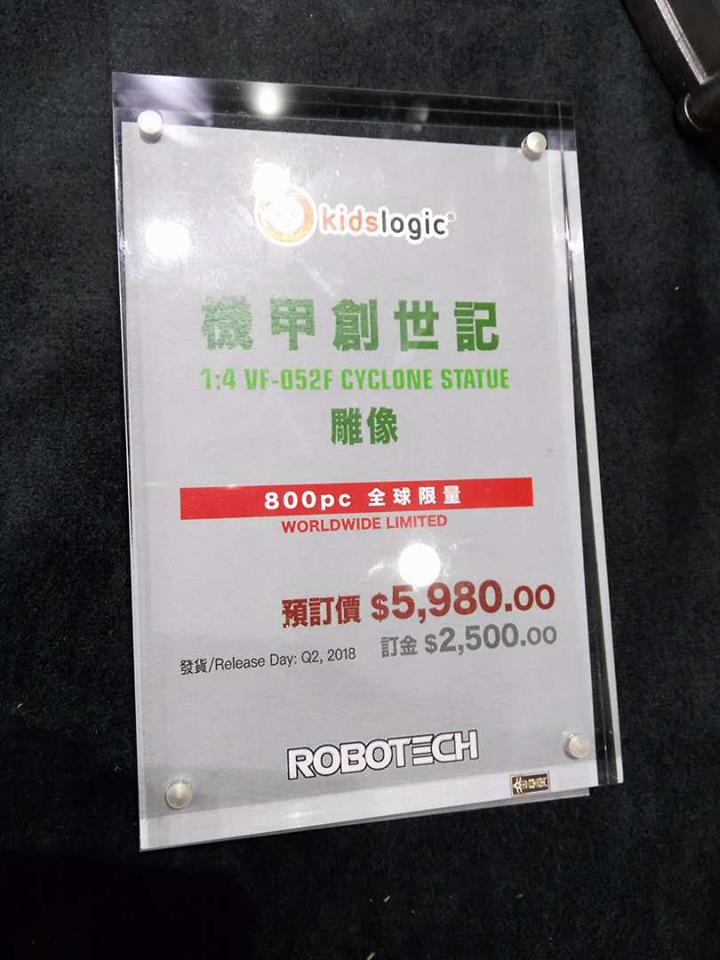 kidslogic®
機甲創世記
1:4 VF-052F CYCLONE STATUE
雕像
800pc 全球限量
WORLDWIDE LIMITED
預訂價 $5,980.00
訂金 $2,500.00
發貨/Release Day: Q2, 2018
ROBOTECH